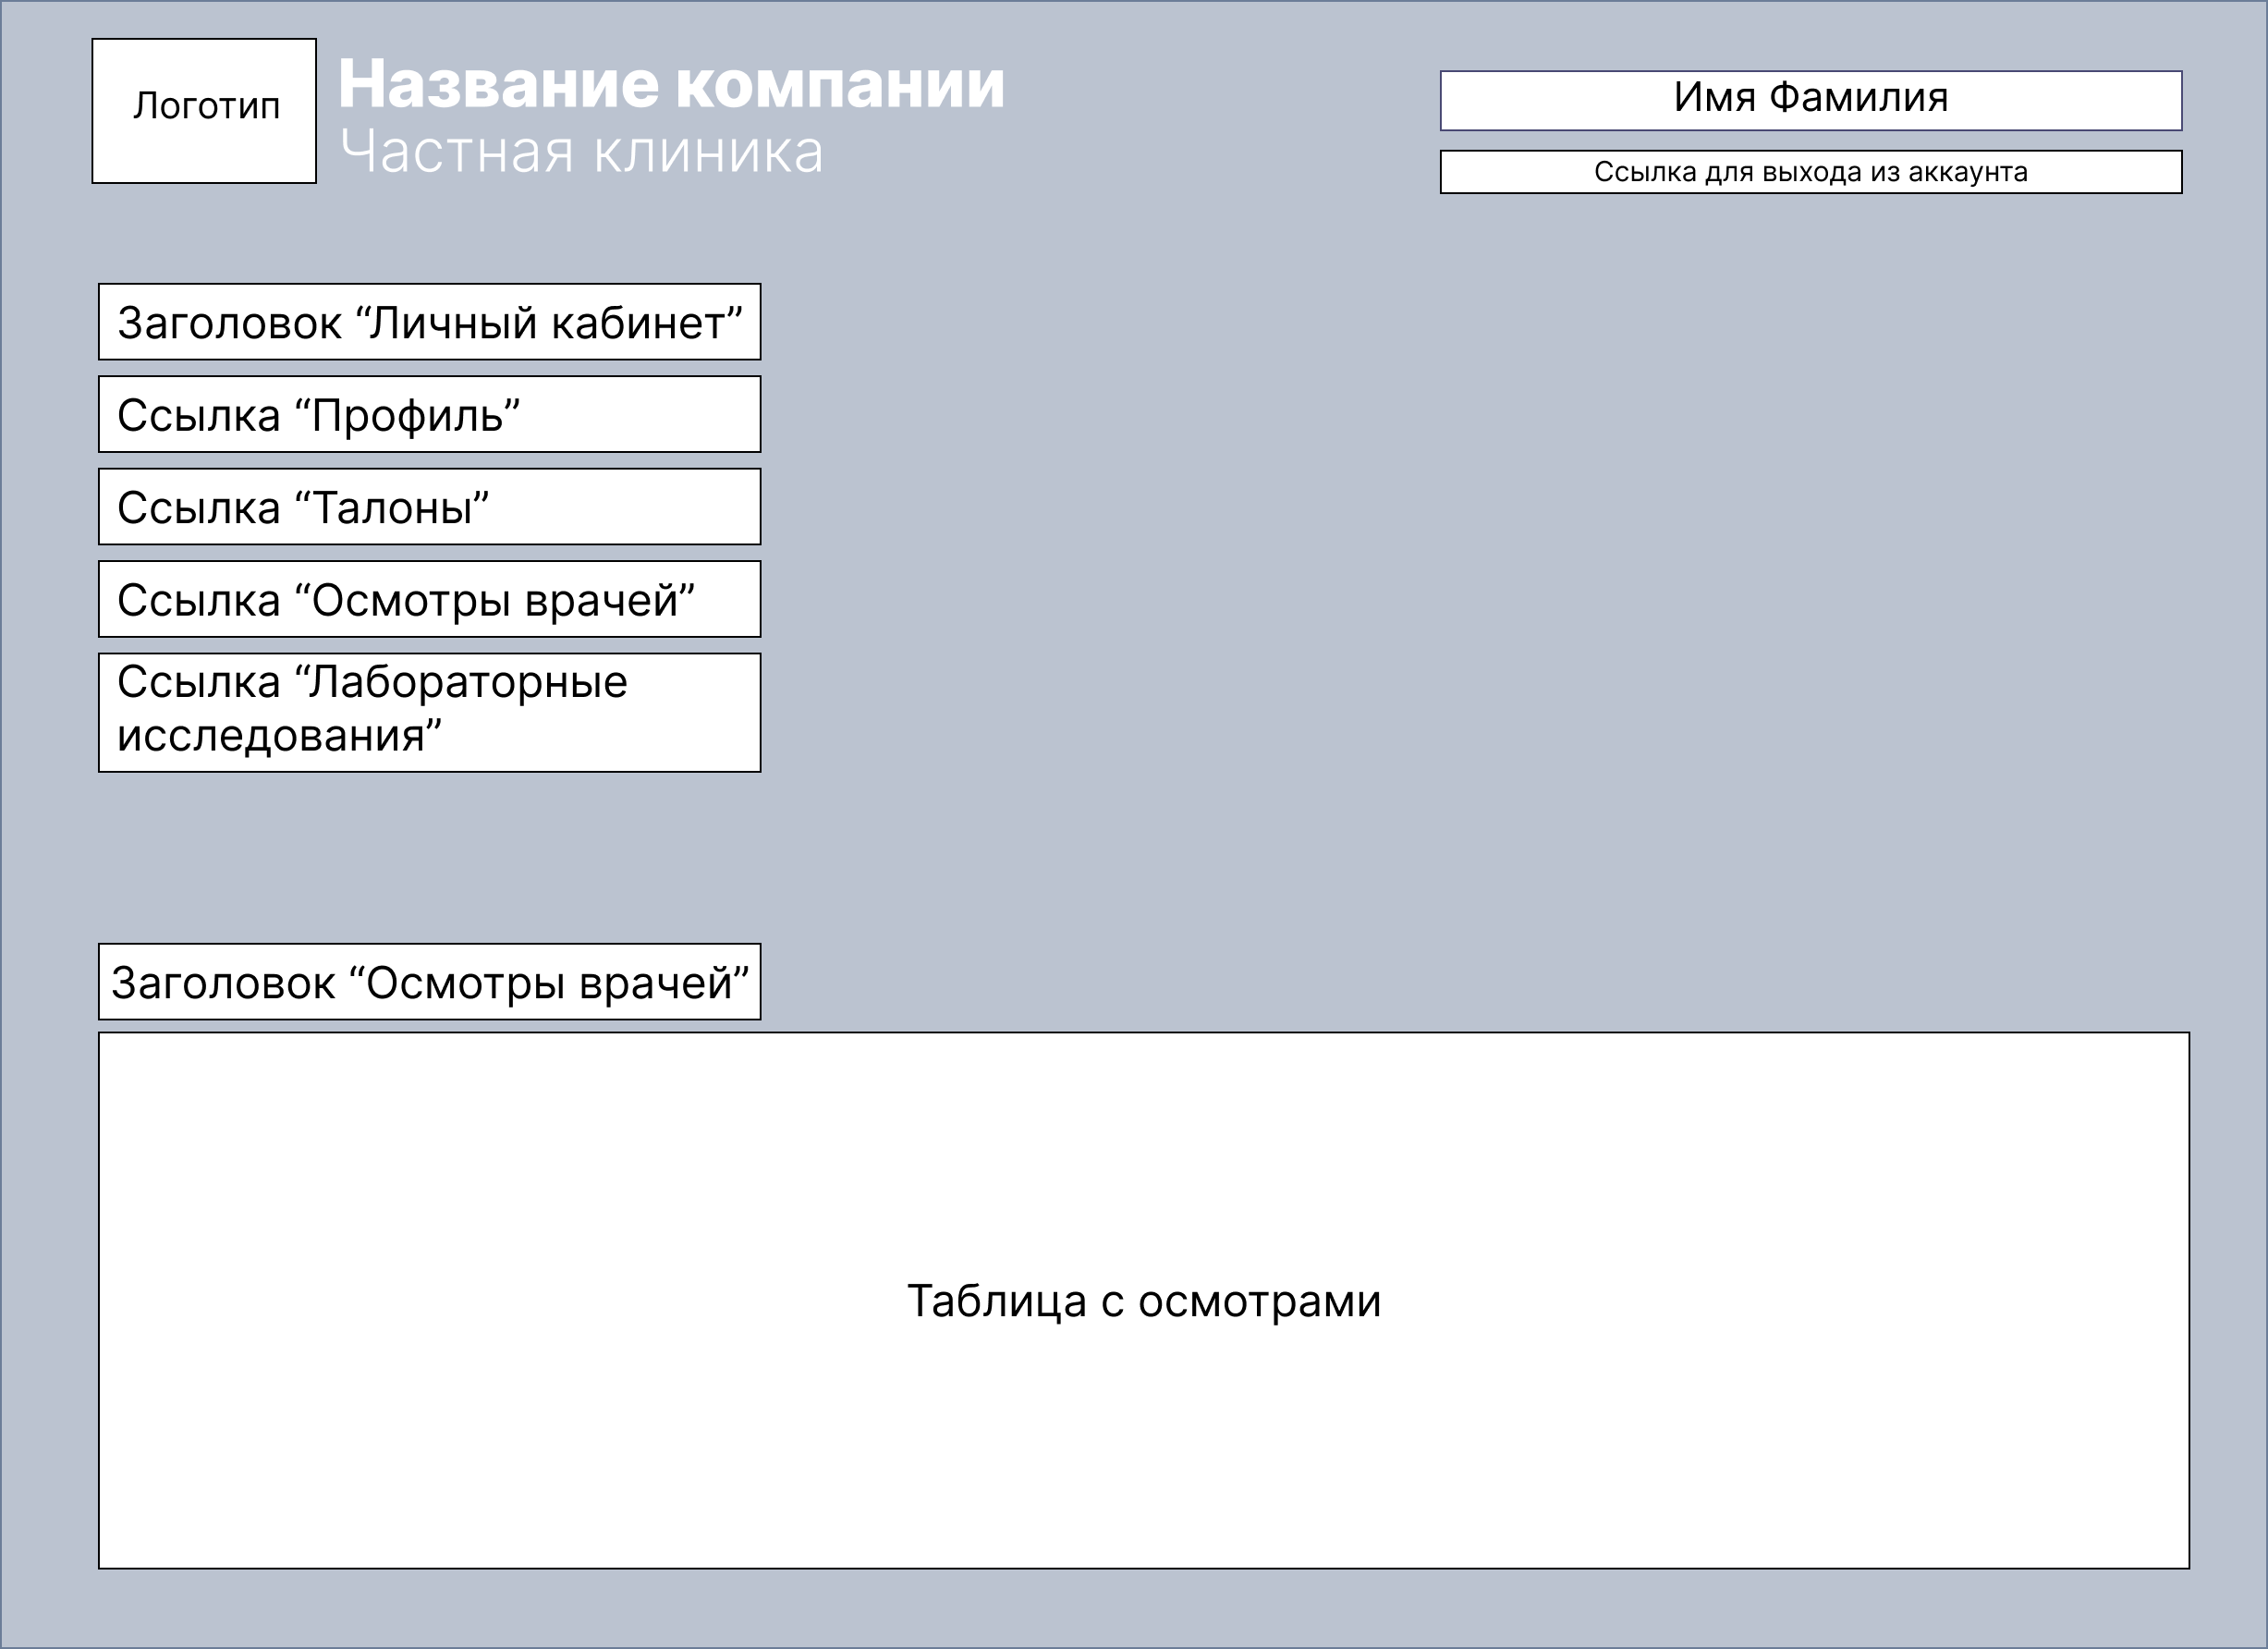 Логотип
Название компании
Частная клиника
Имя Фамилия
Ссылка для выхода из аккаунта
Заголовок “Личный кабинет”
Ссылка “Профиль”
Ссылка “Талоны”
Ссылка “Осмотры врачей”
Ссылка “Лабораторные
исследования”
Заголовок “Осмотры врачей”
Таблица с осмотрами